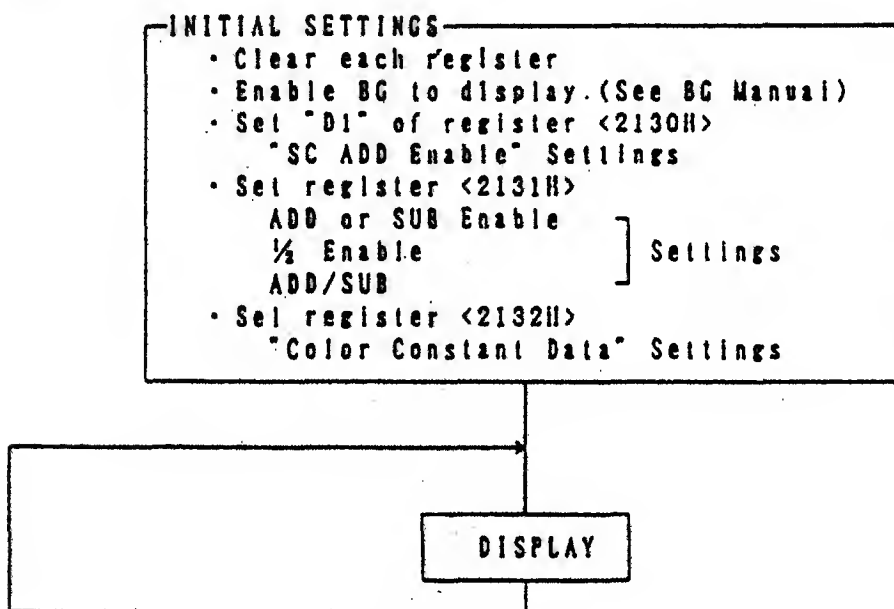 INITIAL SETTINGS
· Clear each register
· Enable BG to display.(See BG Manual)
· Set "D1" of register <2130H>
"SC ADD Enable" Settings
· Set register <2131H>
ADD or SUB Enable
½ Enable
Settings
ADD/SUB
· Set register <2132H>
"Color Constant Data" Settings
DISPLAY